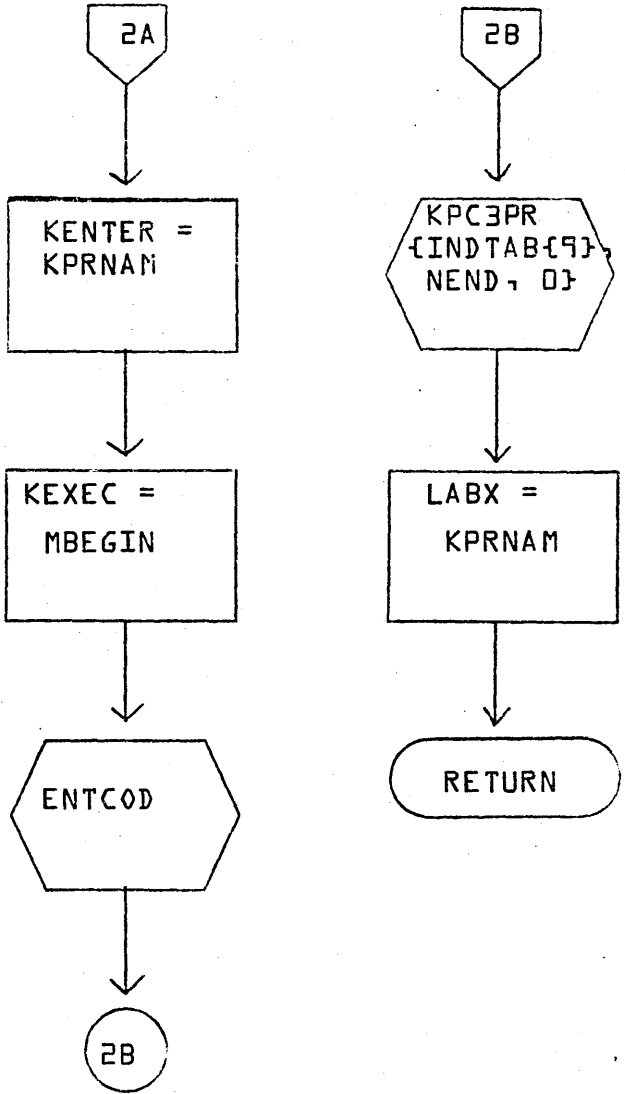 2A
KENTER =
KPRNAM
KEXEC =
MBEGIN
ENTCOD
2B
2B
KPC3PR
{INDTAB{9},
NEND, 0}
LABX =
KPRNAM
RETURN